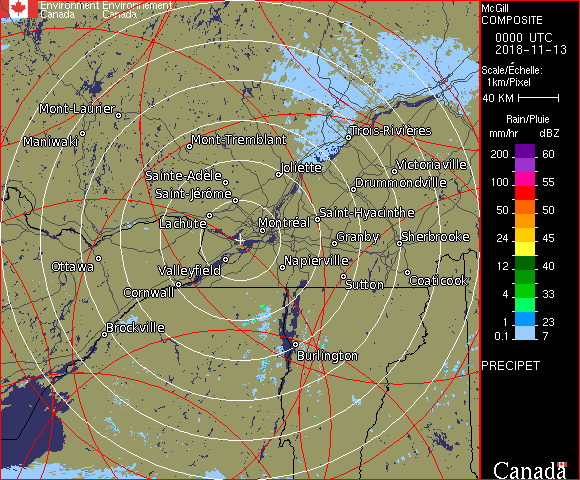 Environment Environnement
Canada Canada
McGill
COMPOSITE
0000 UTC
2018-11-13
Scale/Échelle:
1km/Pixel
40 KM
Rain/Pluie
mm/hr dBZ
200 60
150 57
100 55
50 50
24 45
12 40
4 33
1 23
0.1 7
PRECIPET
Mont-Laurier
Maniwaki
Mont-Tremblant
Trois-Rivières
Sainte-Adèle
Joliette
Victoriaville
Saint-Jérôme
Drummondville
Lachute
Montréal
Saint-Hyacinthe
Granby
Sherbrooke
Ottawa
Valleyfield
Napierville
Cornwall
Sutton
Coaticook
Brockville
Burlington
Canada